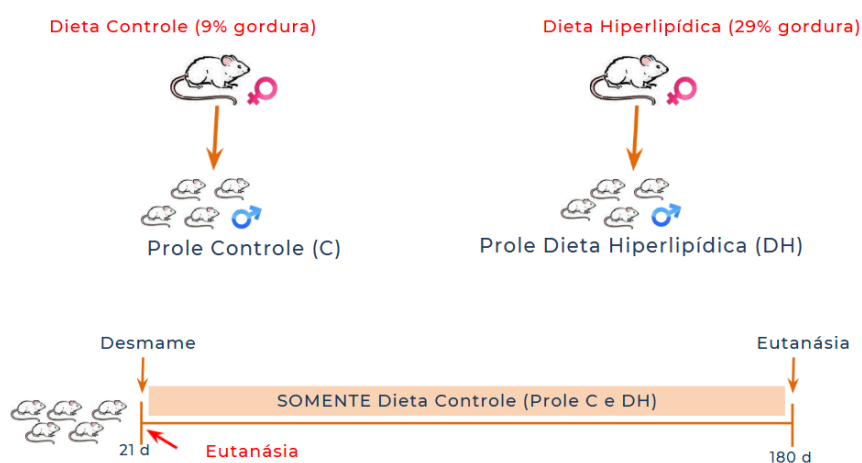 Dieta Controle (9% gordura)
Dieta Hiperlipídica (29% gordura)
Prole Controle (C)
Prole Dieta Hiperlipídica (DH)
Desmame
Eutanásia
SOMENTE Dieta Controle (Prole C e DH)
21 d
Eutanásia
180 d